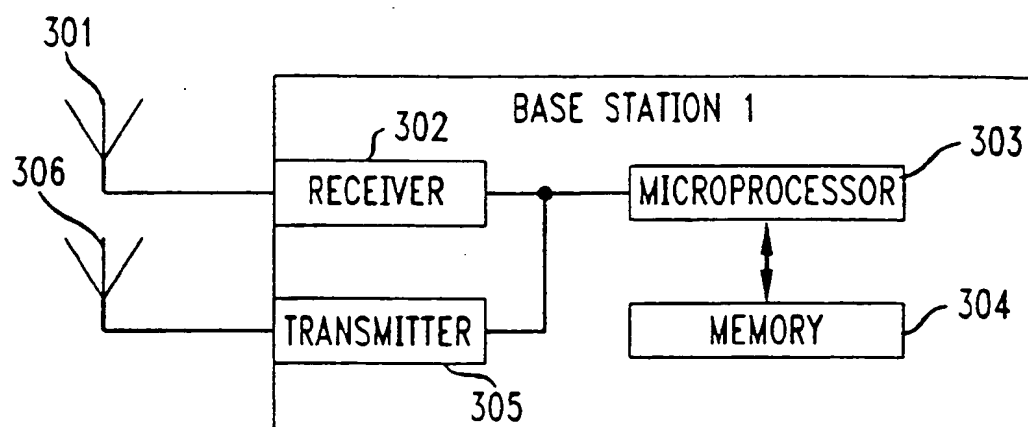 301
BASE STATION 1
302
303
306
RECEIVER
MICROPROCESSOR
TRANSMITTER
MEMORY
304
305